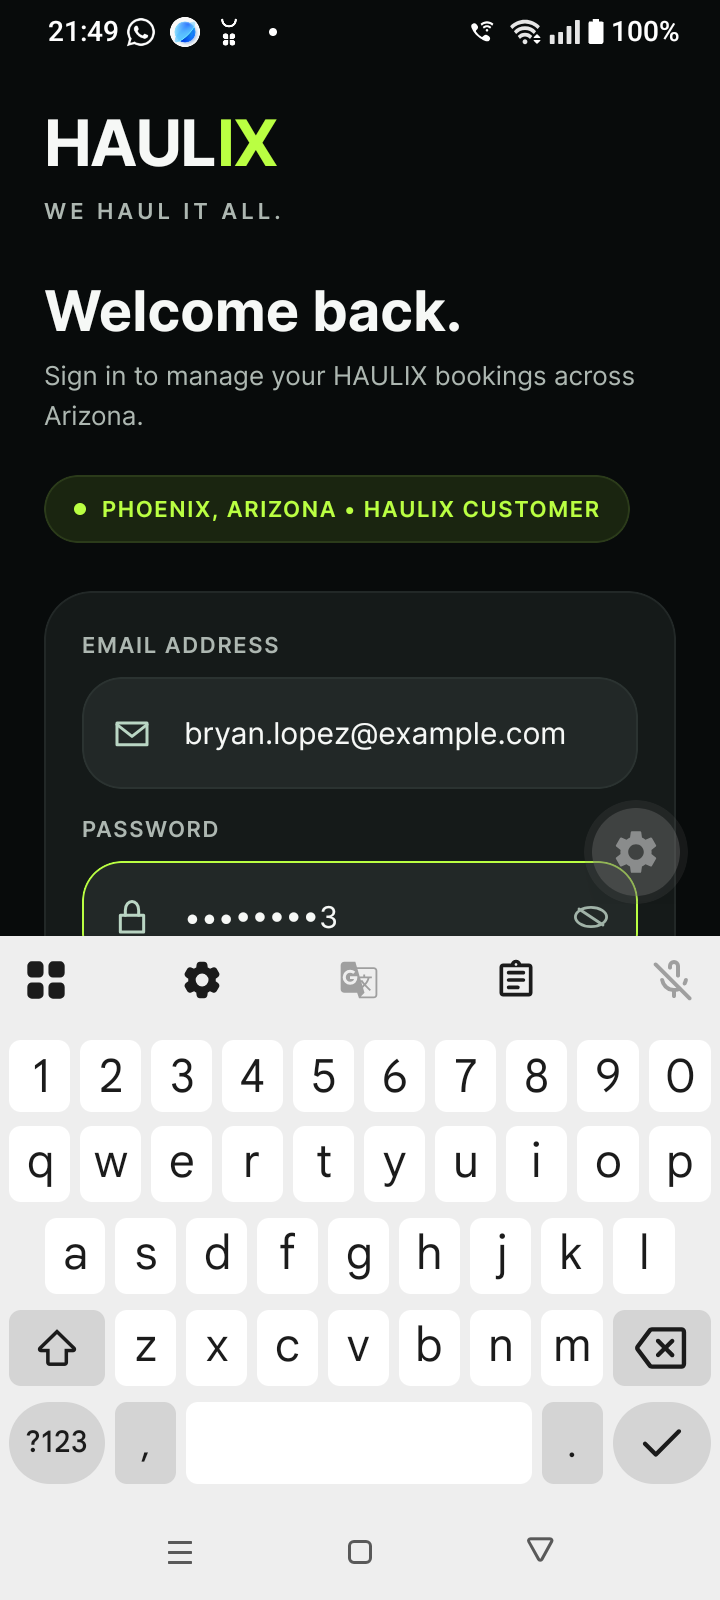 21:49 100%
HAULIX
WE HAUL IT ALL.
Welcome back.
Sign in to manage your HAULIX bookings across
Arizona.
PHOENIX, ARIZONA • HAULIX CUSTOMER
EMAIL ADDRESS
bryan.lopez@example.com
PASSWORD
••••••••3
1 2 3 4 5 6 7 8 9 0
q w e r t y u i o p
a s d f g h j k l
z x c v b n m
?123 , .